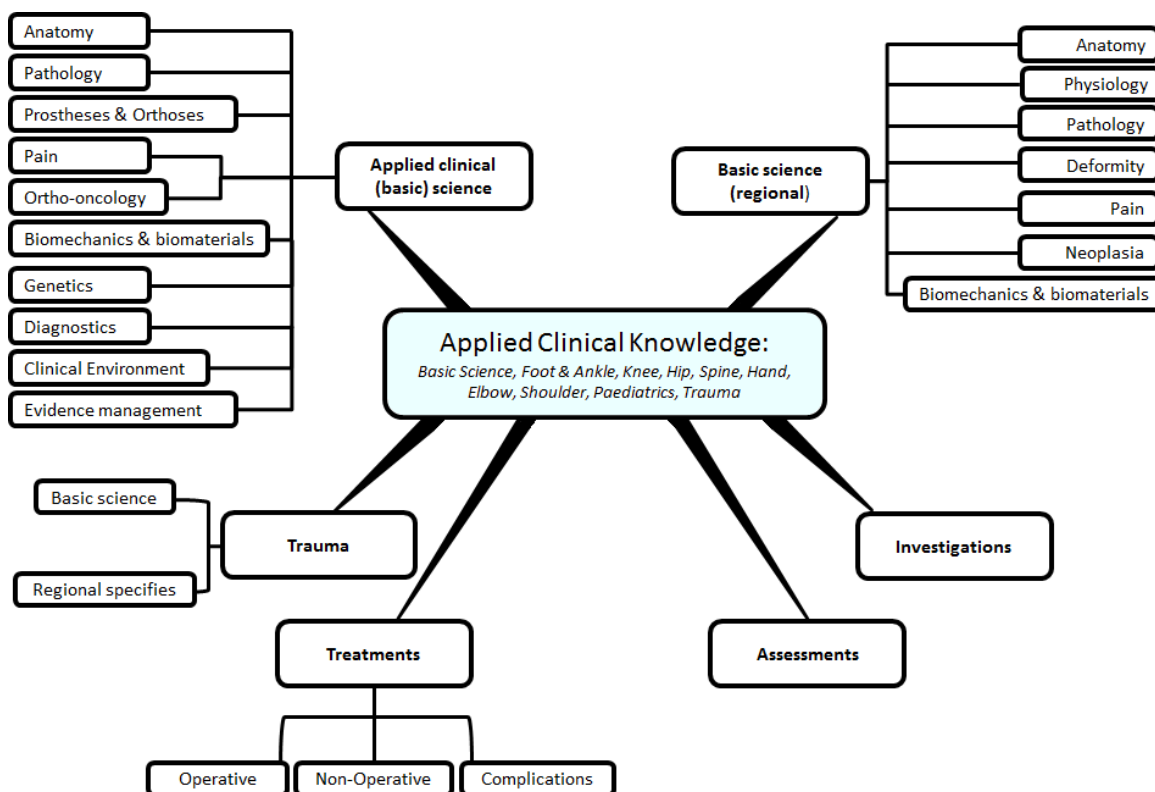 Anatomy
Pathology
Prostheses & Orthoses
Pain
Ortho-oncology
Biomechanics & biomaterials
Genetics
Diagnostics
Clinical Environment
Evidence management
Applied clinical
(basic) science
Basic science
(regional)
Anatomy
Physiology
Pathology
Deformity
Pain
Neoplasia
Biomechanics & biomaterials
Applied Clinical Knowledge:
Basic Science, Foot & Ankle, Knee, Hip, Spine, Hand,
Elbow, Shoulder, Paediatrics, Trauma
Basic science
Regional specifies
Trauma
Investigations
Treatments
Assessments
Operative
Non-Operative
Complications